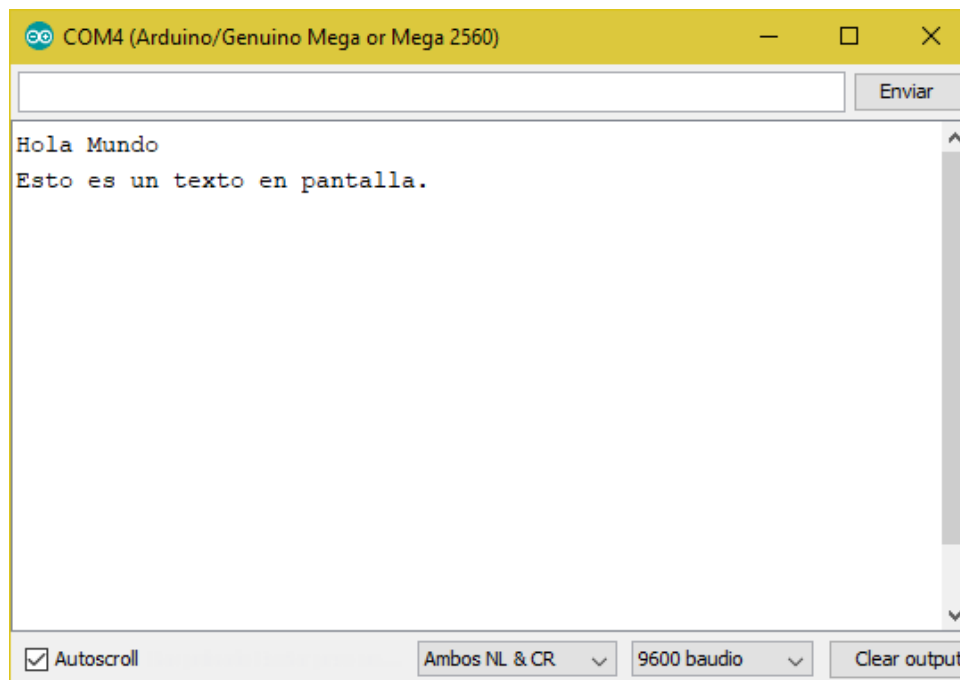 COM4 (Arduino/Genuino Mega or Mega 2560)
Enviar
Hola Mundo
Esto es un texto en pantalla.
Autoscroll
Ambos NL & CR
9600 baudio
Clear output